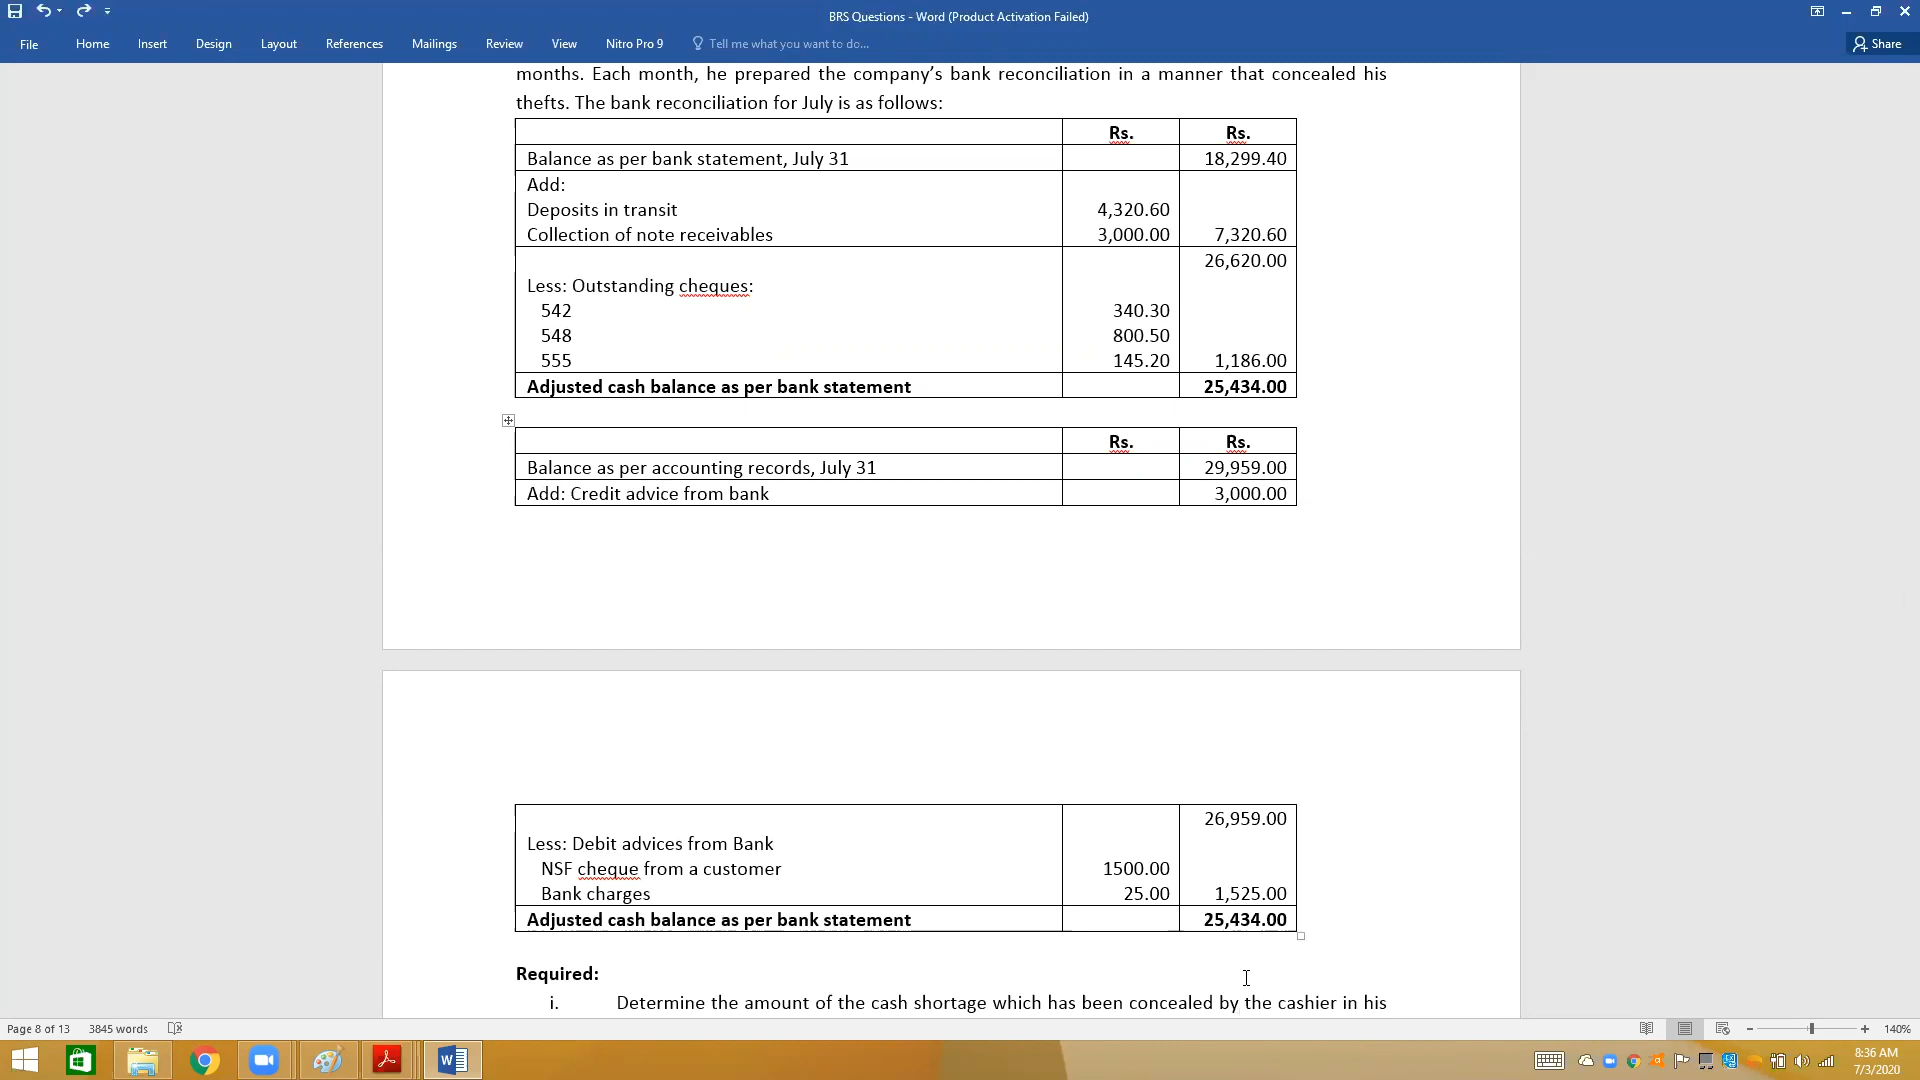 BRS Questions - Word (Product Activation Failed)
File Home Insert Design Layout References Mailings Review View Nitro Pro 9 Tell me what you want to do... Share
months. Each month, he prepared the company's bank reconciliation in a manner that concealed his
thefts. The bank reconciliation for July is as follows:
Rs. Rs.
Balance as per bank statement, July 31 18,299.40
Add:
Deposits in transit 4,320.60
Collection of note receivables 3,000.00 7,320.60
26,620.00
Less: Outstanding cheques:
542 340.30
548 800.50
555 145.20 1,186.00
Adjusted cash balance as per bank statement 25,434.00
Rs. Rs.
Balance as per accounting records, July 31 29,959.00
Add: Credit advice from bank 3,000.00
26,959.00
Less: Debit advices from Bank
NSF cheque from a customer 1500.00
Bank charges 25.00 1,525.00
Adjusted cash balance as per bank statement 25,434.00
Required:
i. Determine the amount of the cash shortage which has been concealed by the cashier in his
Page 8 of 13 3845 words 140%
8:36 AM
7/3/2020